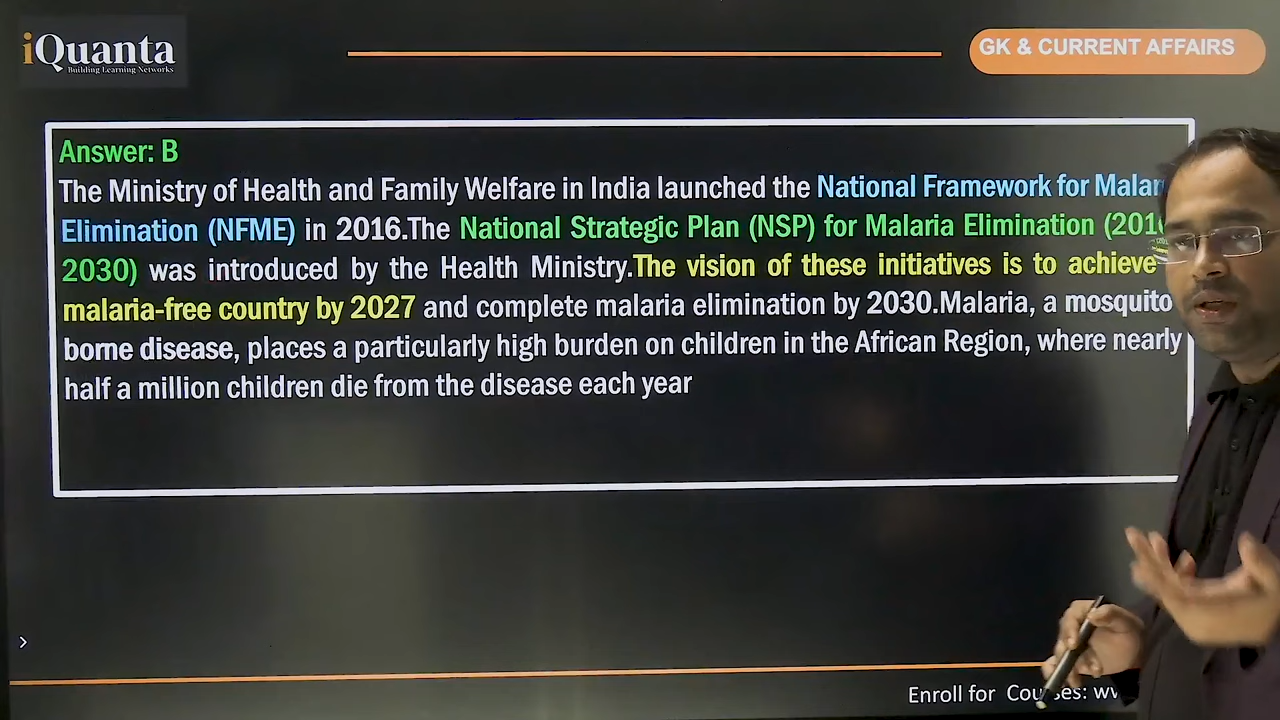 iQuanta
Building Learning Networks
GK & CURRENT AFFAIRS
Answer: B
The Ministry of Health and Family Welfare in India launched the National Framework for
Elimination (NFME) in 2016.The National Strategic Plan (NSP) for Malaria Elimination
2030) was introduced by the Health Ministry.The vision of these initiatives is to achieve
malaria-free country by 2027 and complete malaria elimination by 2030.Malaria, a mosquito
borne disease, places a particularly high burden on children in the African Region, where nearly
half a million children die from the disease each year
Enroll for